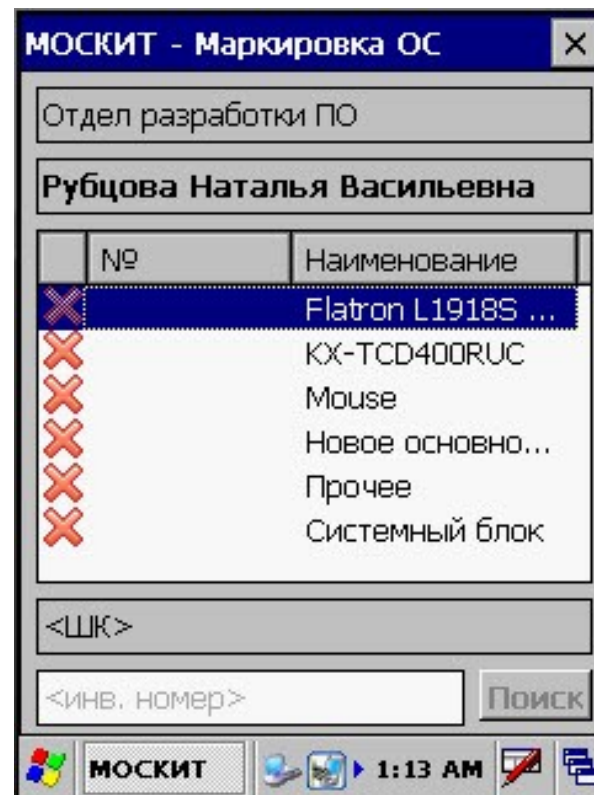 МОСКИТ - Маркировка ОС
Отдел разработки ПО
Рубцова Наталья Васильевна
№ Наименование
Flatron L1918S ...
KX-TCD400RUC
Mouse
Новое основно...
Прочее
Системный блок
<ШК>
<инв. номер> Поиск
МОСКИТ 1:13 AM